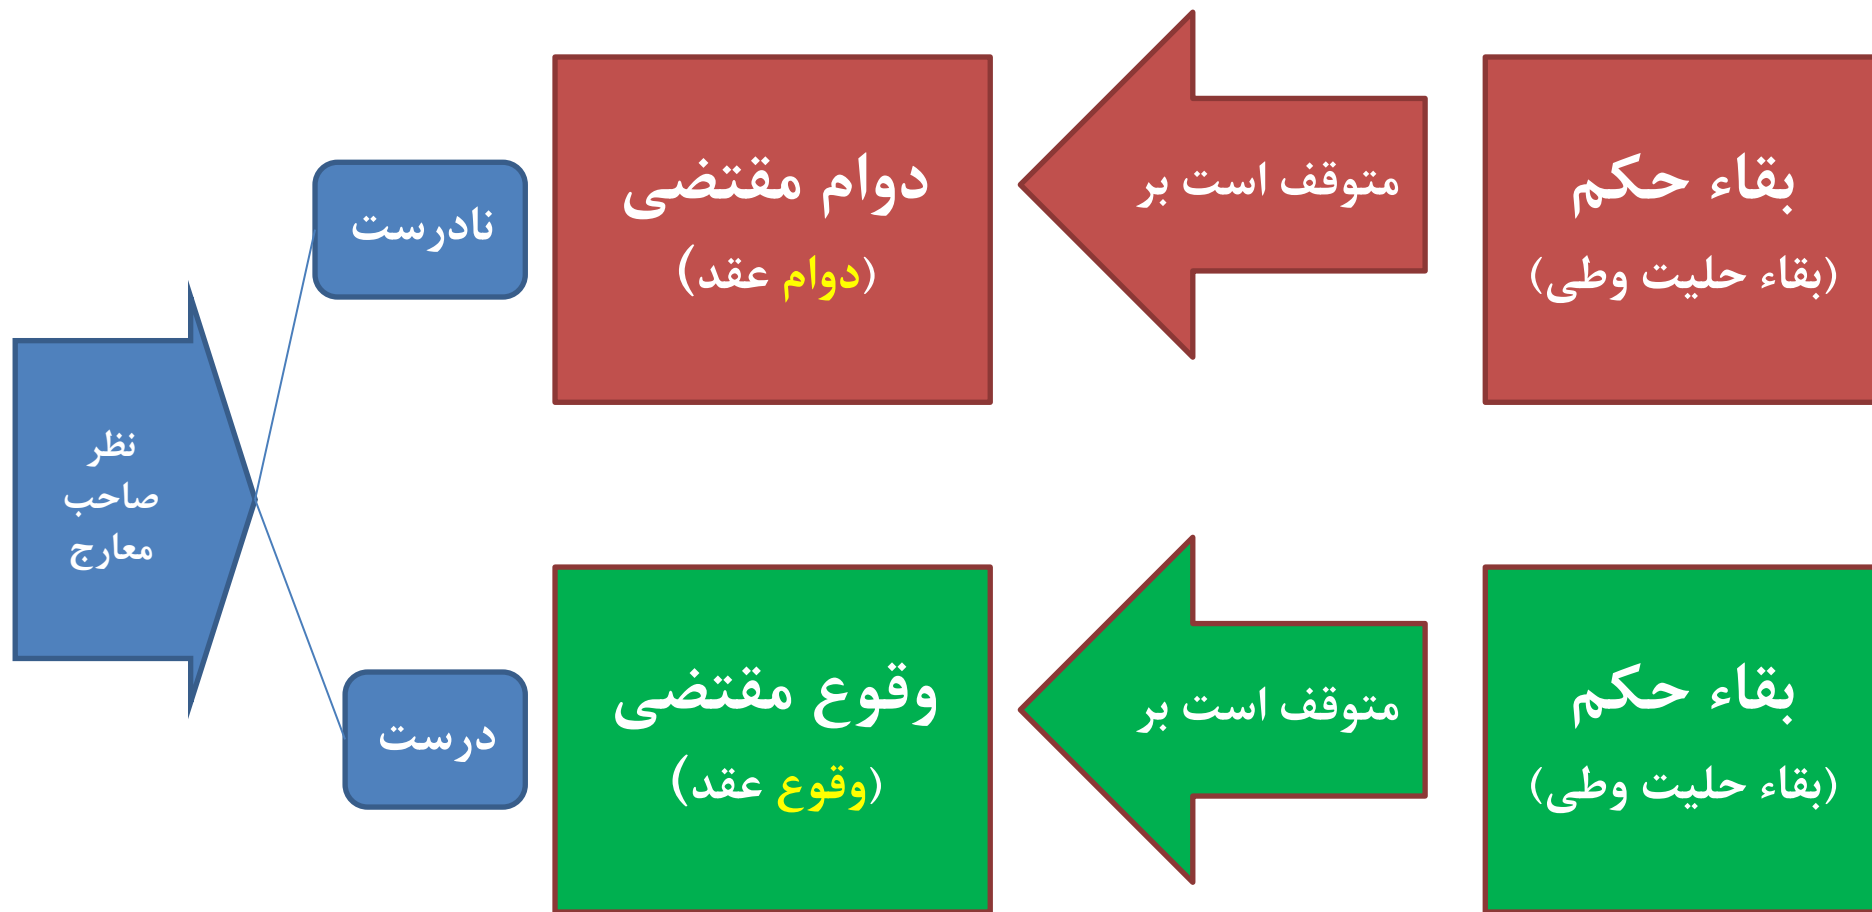 بقاء حکم
(بقاء حلیت وطی)
متوقف است بر
دوام مقتضی
(دوام عقد)
نادرست
نظر
صاحب
معارج
بقاء حکم
(بقاء حلیت وطی)
متوقف است بر
وقوع مقتضی
(وقوع عقد)
درست